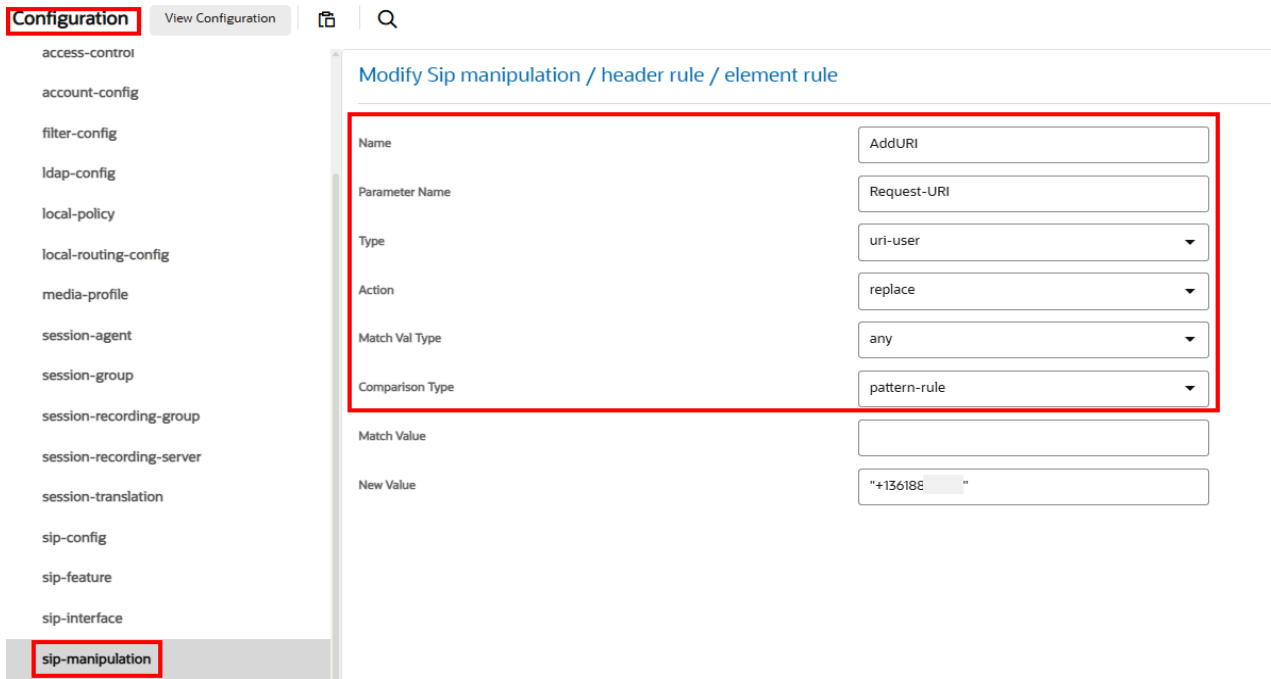 Configuration View Configuration
access-control
account-config
filter-config
ldap-config
local-policy
local-routing-config
media-profile
session-agent
session-group
session-recording-group
session-recording-server
session-translation
sip-config
sip-feature
sip-interface
sip-manipulation
Modify Sip manipulation / header rule / element rule
Name AddURI
Parameter Name Request-URI
Type uri-user
Action replace
Match Val Type any
Comparison Type pattern-rule
Match Value
New Value "+136188 "